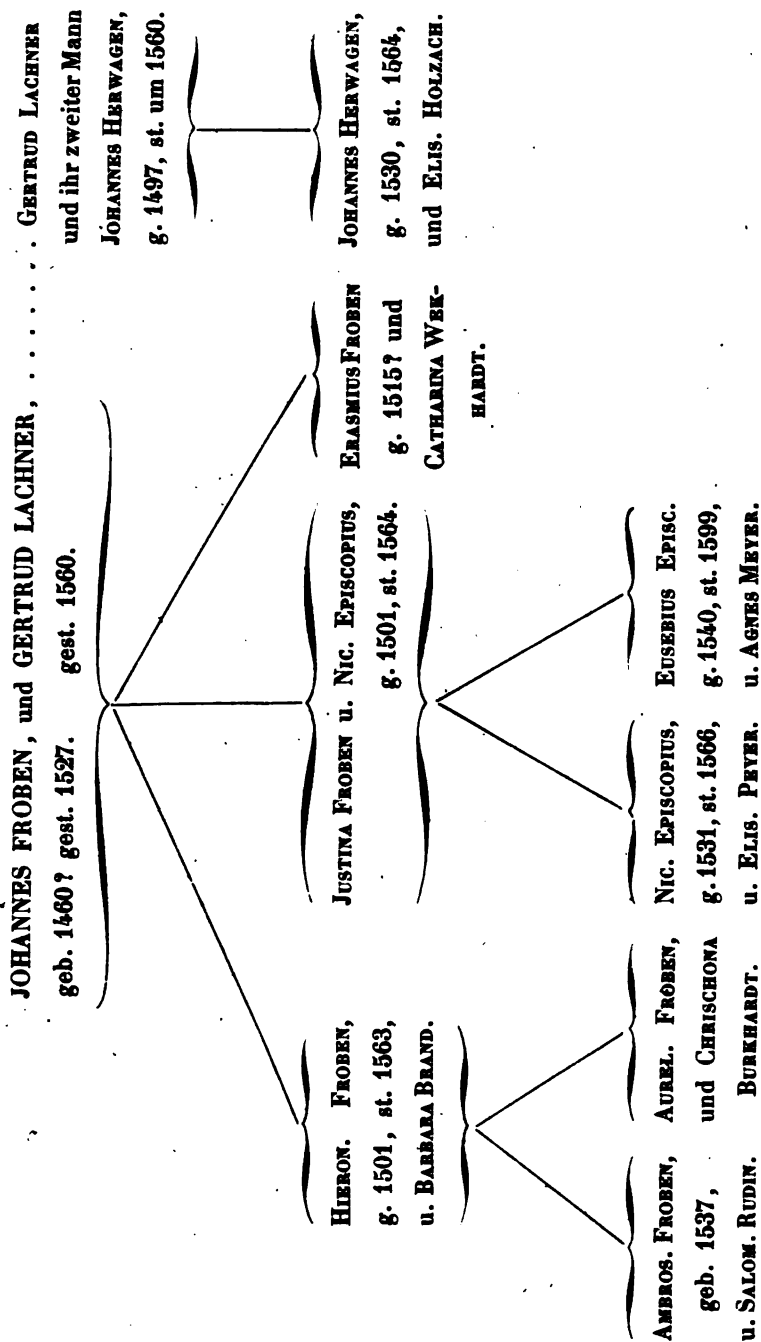 JOHANNES FROBEN, und GERTRUD LACHNER, . . . . . . . . GERTRUD LACHNER
geb. 1460? gest. 1527. gest. 1560.
und ihr zweiter Mann
JOHANNES HERWAGEN,
g. 1497, st. um 1560.
HIERON. FROBEN,
g. 1501, st. 1563,
u. BARBARA BRAND.
JUSTINA FROBEN u. NIC. EPISCOPIUS,
g. 1501, st. 1564.
ERASMIUS FROBEN
g. 1515? und
CATHARINA WEK-
HARDT.
JOHANNES HERWAGEN,
g. 1530, st. 1564,
und ELIS. HOLZACH.
AMBROS. FROBEN,
geb. 1537,
u. SALOM. RUDIN.
AUREL. FROBEN,
und CHRISCHONA
BURKHARDT.
NIC. EPISCOPIUS,
g. 1531, st. 1566,
u. ELIS. PEYER.
EUSEBIUS EPISC.
g. 1540, st. 1599,
u. AGNES MEYER.